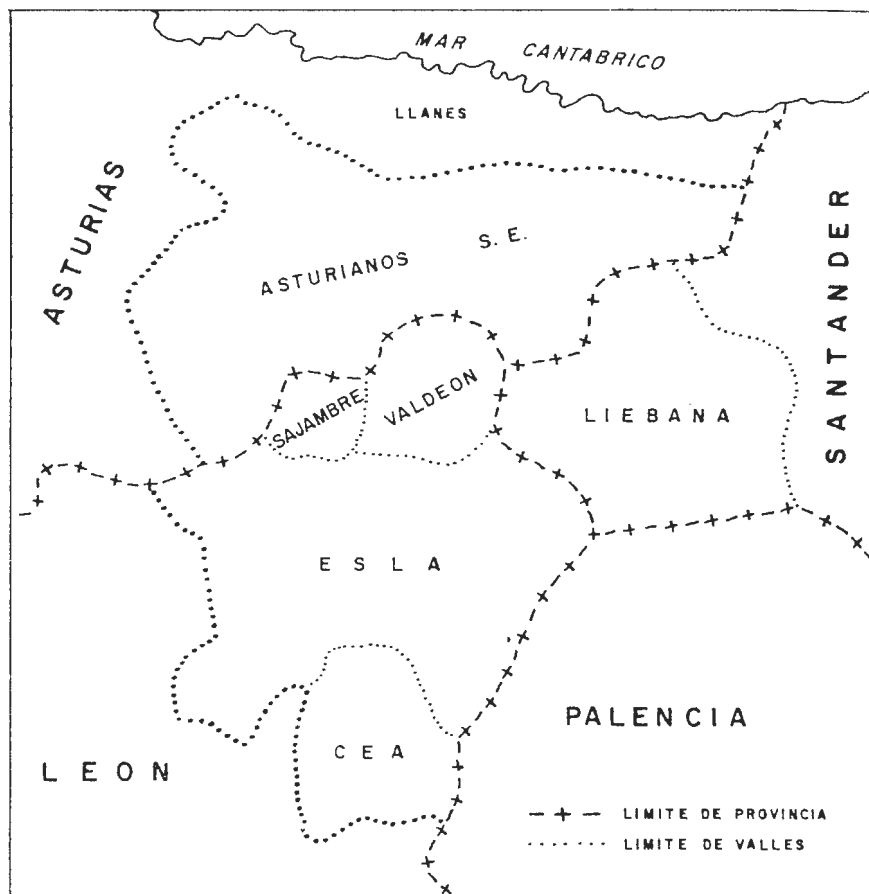 MAR CANTABRICO
LLANES
ASTURIAS
SANTANDER
ASTURIANOS S.E.
SAJAMBRE
VALDEON
LIEBANA
ESLA
PALENCIA
CEA
LEON
LIMITE DE PROVINCIA
LIMITE DE VALLES